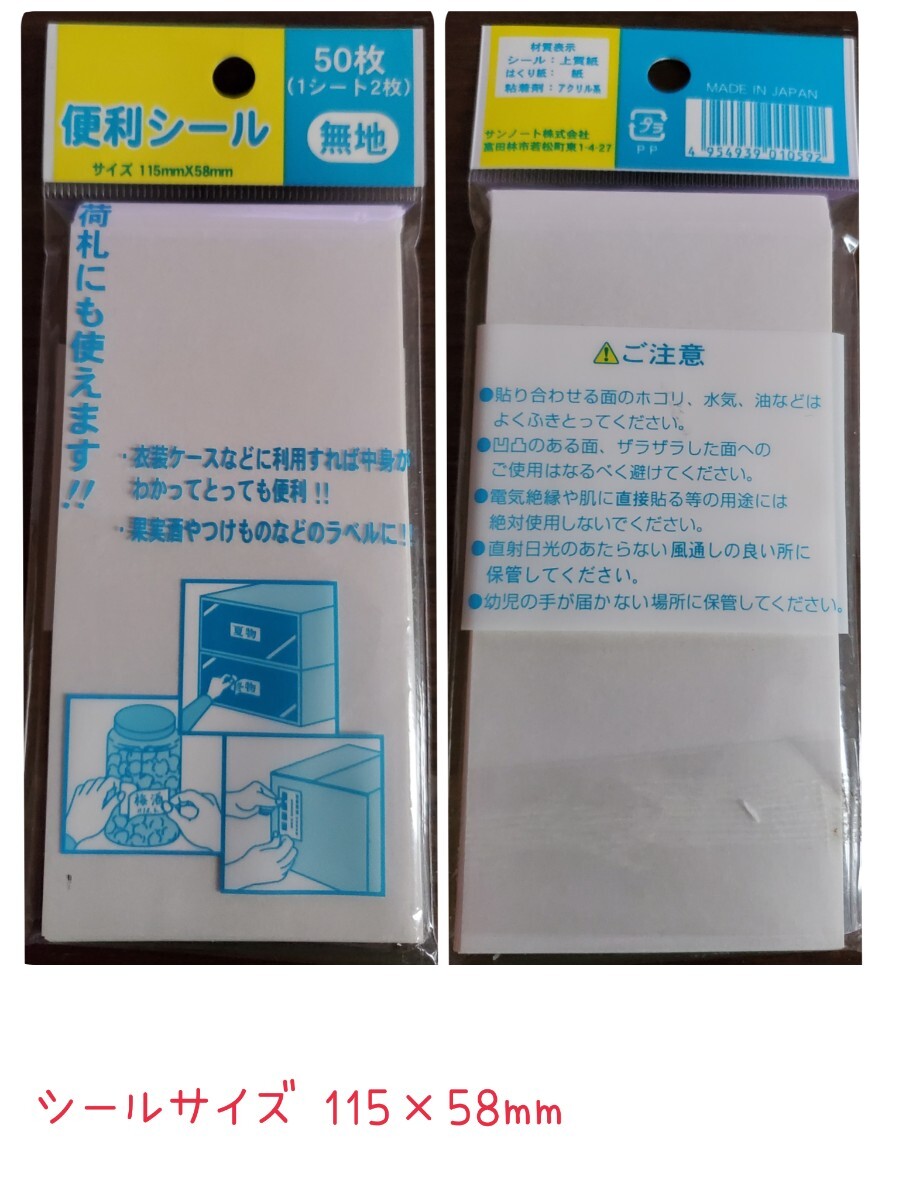 50枚
(1シート2枚)
便利シール
無地
サイズ 115mmX58mm
荷札にも使えます!!
・衣装ケースなどに利用すれば中身が
わかってとっても便利!!
・果実酒やつけものなどのラベルに!!
夏物
冬物
梅酒
材質表示
シール:上質紙
はくり紙: 紙
粘着剤:アクリル系
サンノート株式会社
富田林市若松町東1-4-27
プラ
PP
MADE IN JAPAN
4 954939 010592
ご注意
●貼り合わせる面のホコリ、水気、油などは
よくふきとってください。
●凹凸のある面、ザラザラした面への
ご使用はなるべく避けてください。
●電気絶縁や肌に直接貼る等の用途には
絶対使用しないでください。
●直射日光のあたらない風通しの良い所に
保管してください。
●幼児の手が届かない場所に保管してください。
シールサイズ 115×58mm